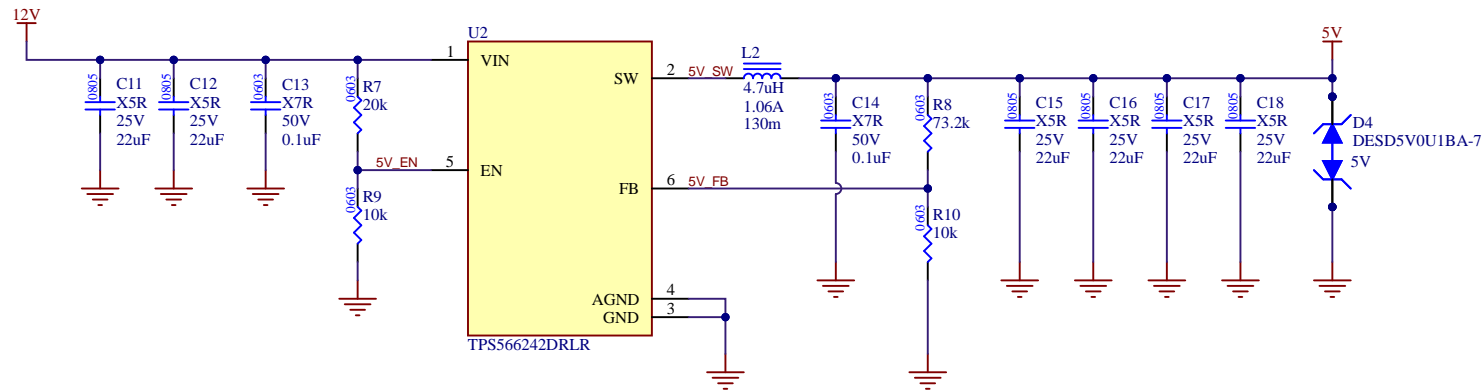 12V
U2
5V
1
VIN
L2
2
5V_SW
SW
4.7uH
1.06A
130m
0805
C11
X5R
25V
22uF
0805
C12
X5R
25V
22uF
0603
C13
X7R
50V
0.1uF
0603
R7
20k
0603
C14
X7R
50V
0.1uF
0603
R8
73.2k
0805
C15
X5R
25V
22uF
0805
C16
X5R
25V
22uF
0805
C17
X5R
25V
22uF
0805
C18
X5R
25V
22uF
D4
DESD5V0U1BA-7
5V
5V_EN
5
EN
FB
6
5V_FB
0603
R9
10k
0603
R10
10k
AGND
4
GND
3
TPS566242DRLR